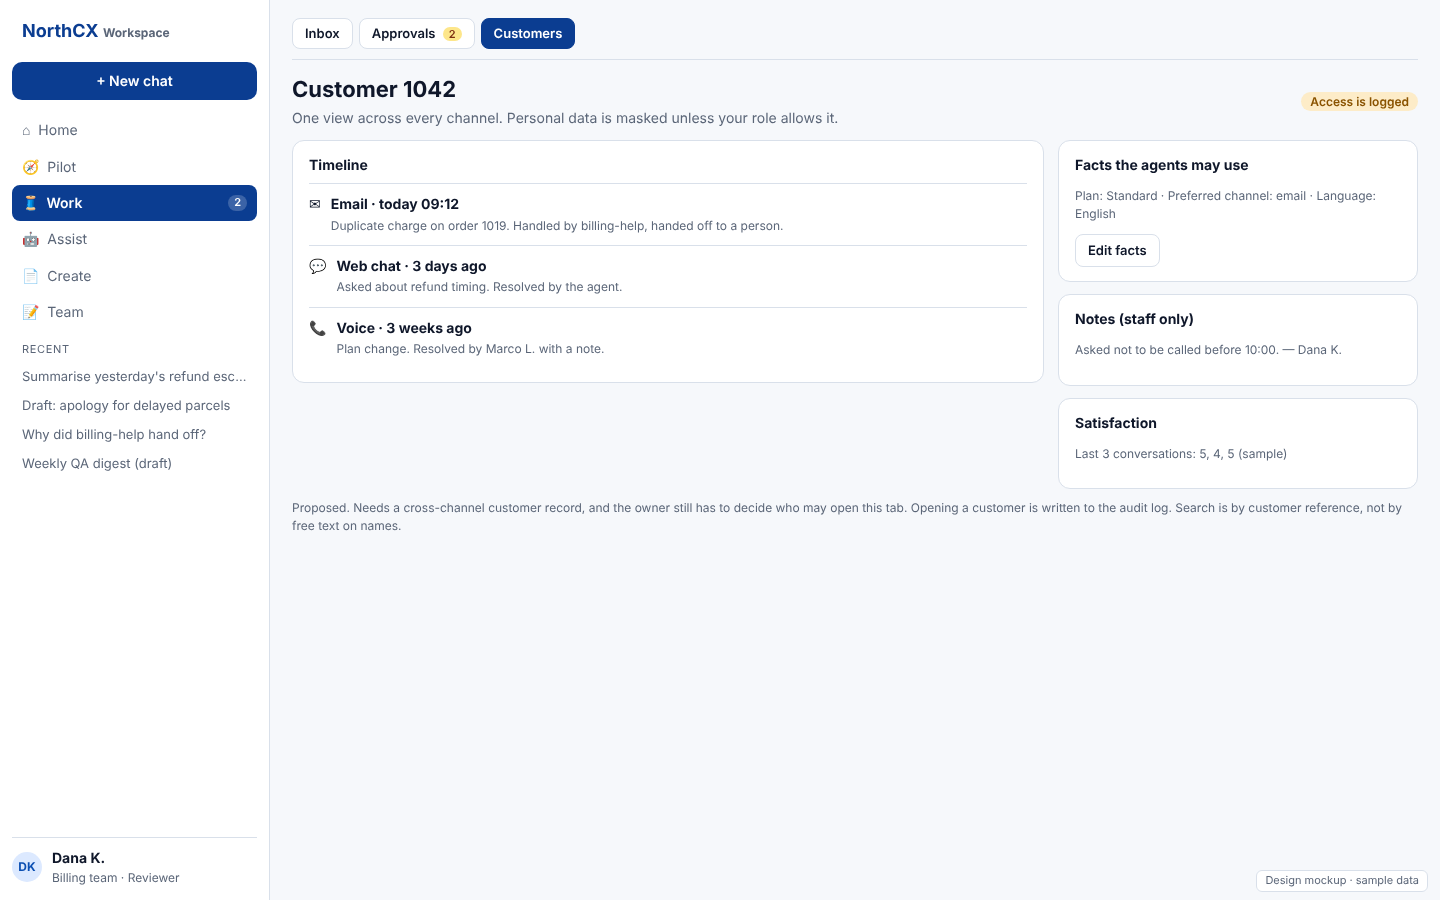 NorthCX Workspace
+ New chat
Home
Pilot
Work 2
Assist
Create
Team
RECENT
Summarise yesterday's refund esc...
Draft: apology for delayed parcels
Why did billing-help hand off?
Weekly QA digest (draft)
DK
Dana K.
Billing team · Reviewer
Inbox
Approvals 2
Customers
Customer 1042
One view across every channel. Personal data is masked unless your role allows it.
Access is logged
Timeline
Email · today 09:12
Duplicate charge on order 1019. Handled by billing-help, handed off to a person.
Web chat · 3 days ago
Asked about refund timing. Resolved by the agent.
Voice · 3 weeks ago
Plan change. Resolved by Marco L. with a note.
Facts the agents may use
Plan: Standard · Preferred channel: email · Language:
English
Edit facts
Notes (staff only)
Asked not to be called before 10:00. — Dana K.
Satisfaction
Last 3 conversations: 5, 4, 5 (sample)
Proposed. Needs a cross-channel customer record, and the owner still has to decide who may open this tab. Opening a customer is written to the audit log. Search is by customer reference, not by
free text on names.
Design mockup · sample data